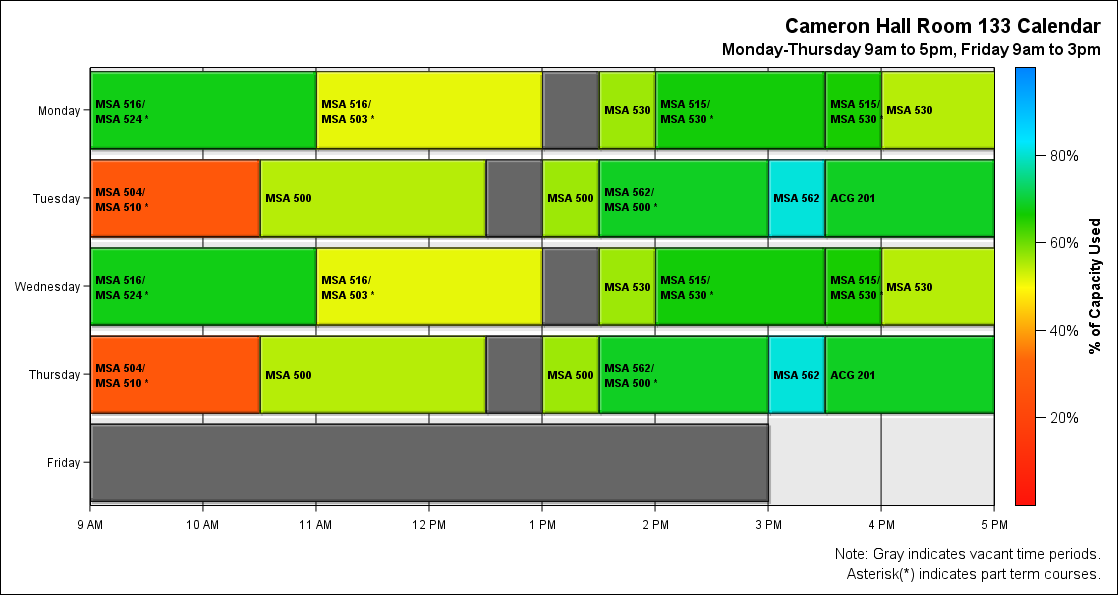 Cameron Hall Room 133 Calendar
Monday-Thursday 9am to 5pm, Friday 9am to 3pm
Monday
MSA 516/
MSA 524 *
MSA 516/
MSA 503 *
MSA 530
MSA 515/
MSA 530 *
MSA 515/
MSA 530 *
MSA 530
Tuesday
MSA 504/
MSA 510 *
MSA 500
MSA 500
MSA 562/
MSA 500 *
MSA 562
ACG 201
Wednesday
MSA 516/
MSA 524 *
MSA 516/
MSA 503 *
MSA 530
MSA 515/
MSA 530 *
MSA 515/
MSA 530 *
MSA 530
Thursday
MSA 504/
MSA 510 *
MSA 500
MSA 500
MSA 562/
MSA 500 *
MSA 562
ACG 201
Friday
9 AM
10 AM
11 AM
12 PM
1 PM
2 PM
3 PM
4 PM
5 PM
80%
60%
40%
20%
% of Capacity Used
Note: Gray indicates vacant time periods.
Asterisk(*) indicates part term courses.